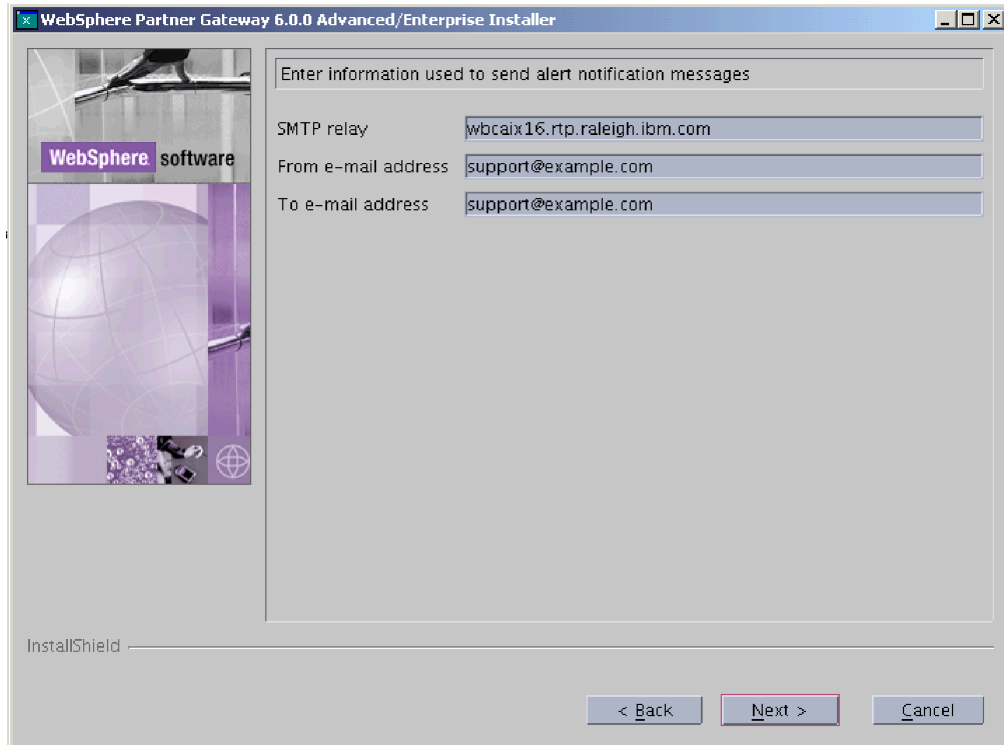 WebSphere Partner Gateway 6.0.0 Advanced/Enterprise Installer
WebSphere software
Enter information used to send alert notification messages
SMTP relay wbcaix16.rtp.raleigh.ibm.com
From e-mail address support@example.com
To e-mail address support@example.com
InstallShield
< Back Next > Cancel